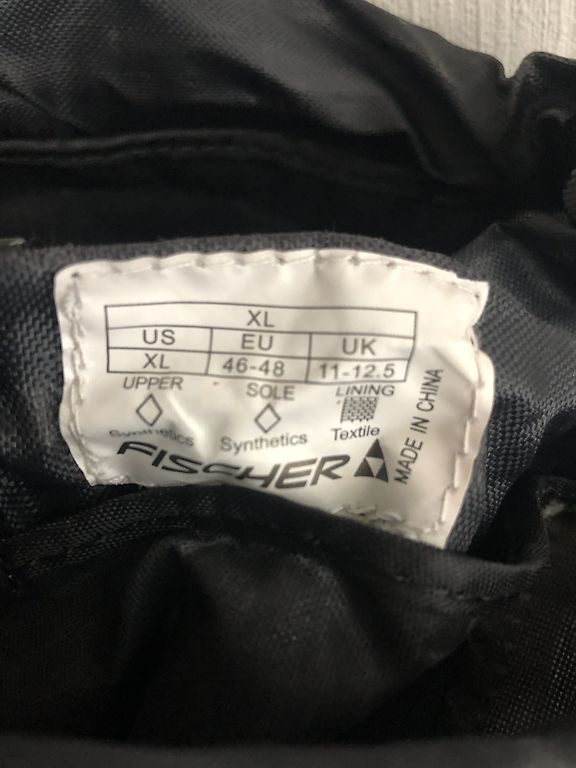 XL
US EU UK
XL 46-48 11-12.5
UPPER SOLE LINING
Synthetics Synthetics Textile
FISCHER
MADE IN CHINA